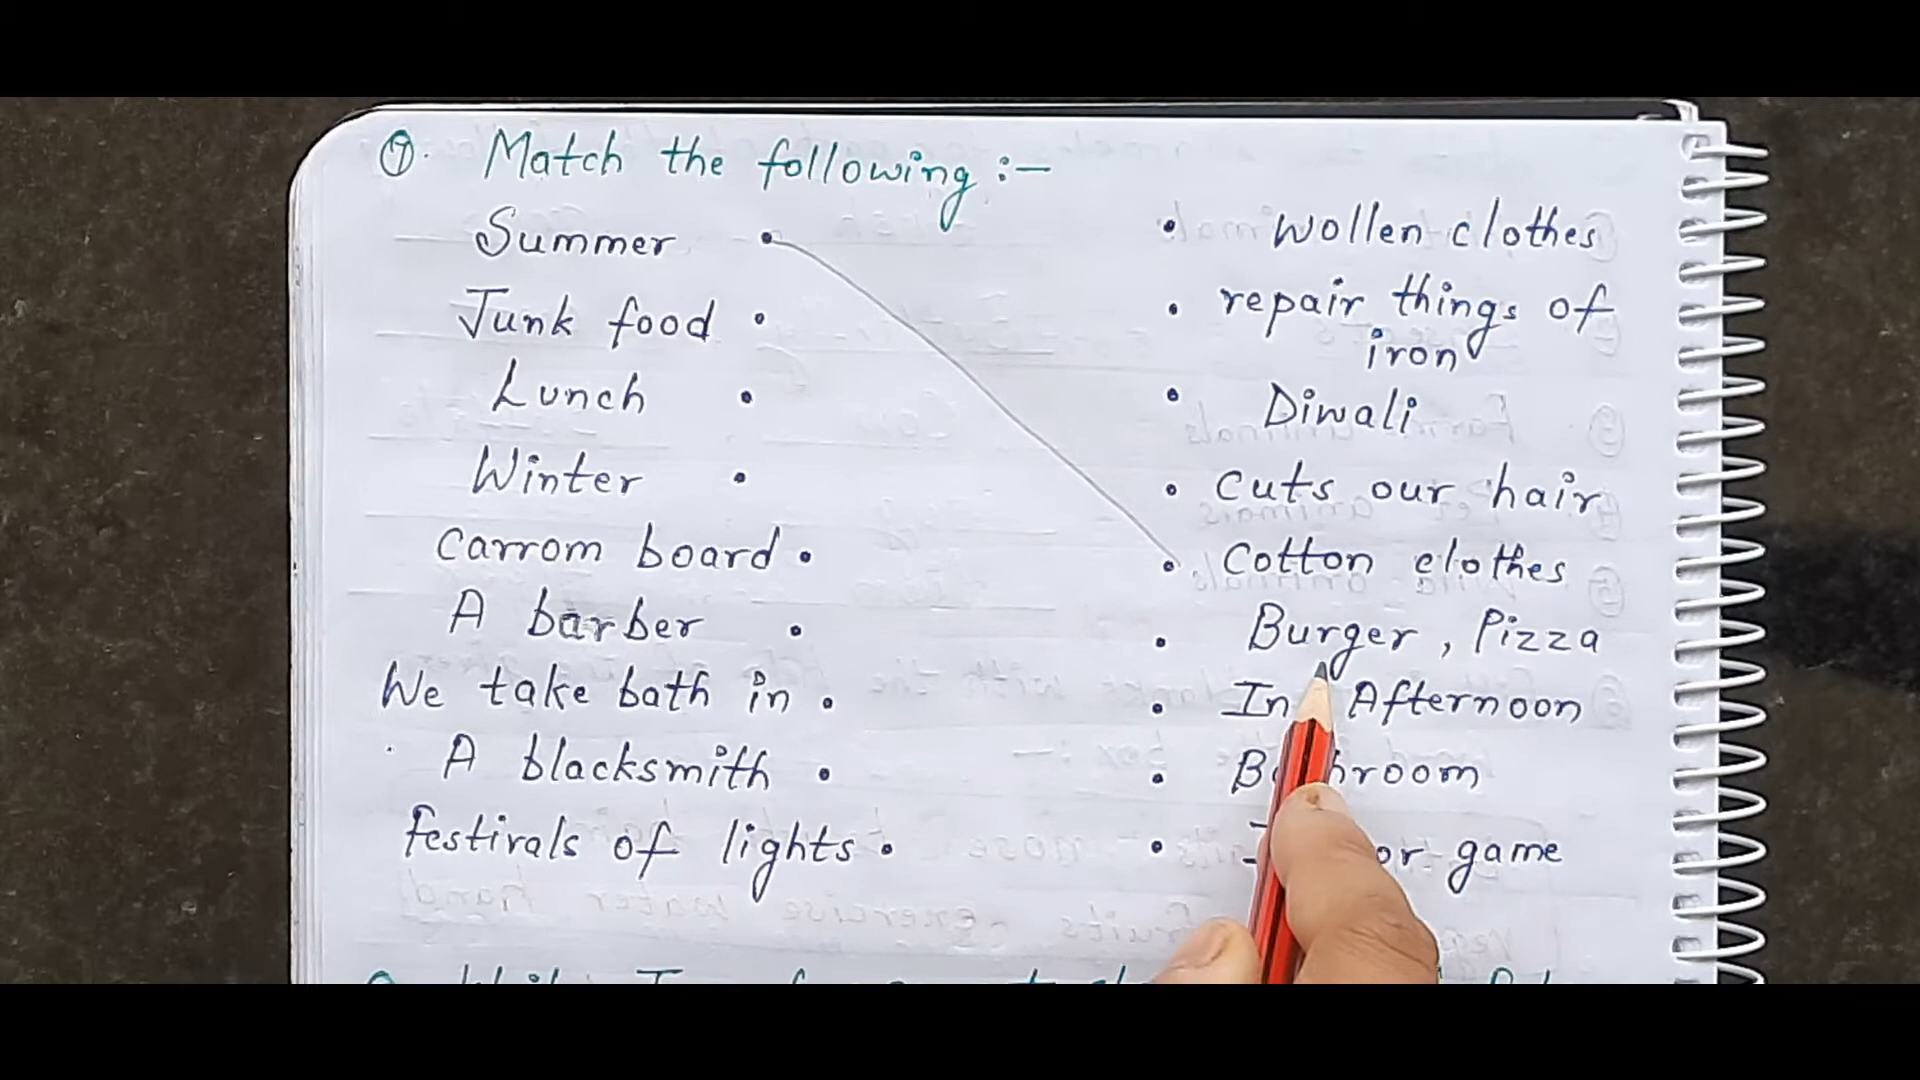 7. Match the following :-
Summer • • Wollen clothes
Junk food • • repair things of
iron
Lunch • • Diwali
Winter • • Cuts our hair
Carrom board • • Cotton clothes
A barber • • Burger, Pizza
We take bath in • • In Afternoon
A blacksmith •
festivals of lights • • game